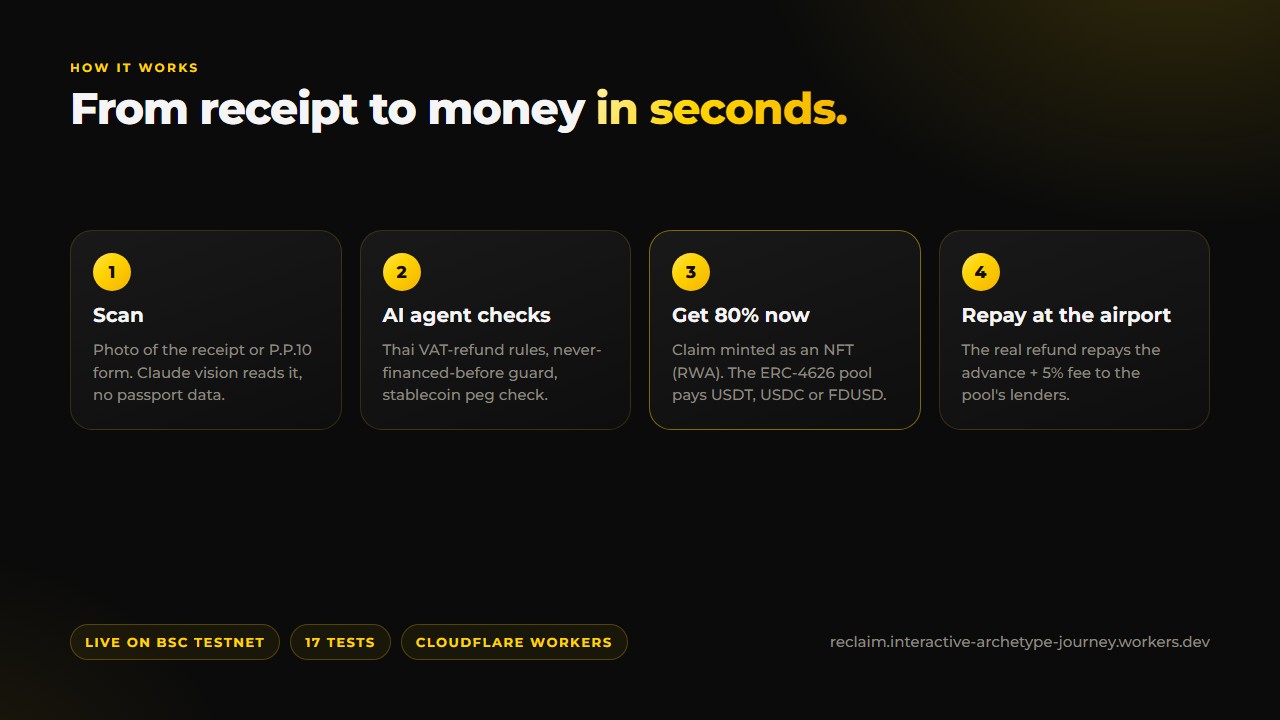 HOW IT WORKS
From receipt to money in seconds.
1
Scan
Photo of the receipt or P.P.10
form. Claude vision reads it,
no passport data.
2
AI agent checks
Thai VAT-refund rules, never-
financed-before guard,
stablecoin peg check.
3
Get 80% now
Claim minted as an NFT
(RWA). The ERC-4626 pool
pays USDT, USDC or FDUSD.
4
Repay at the airport
The real refund repays the
advance + 5% fee to the
pool's lenders.
LIVE ON BSC TESTNET
17 TESTS
CLOUDFLARE WORKERS
reclaim.interactive-archetype-journey.workers.dev